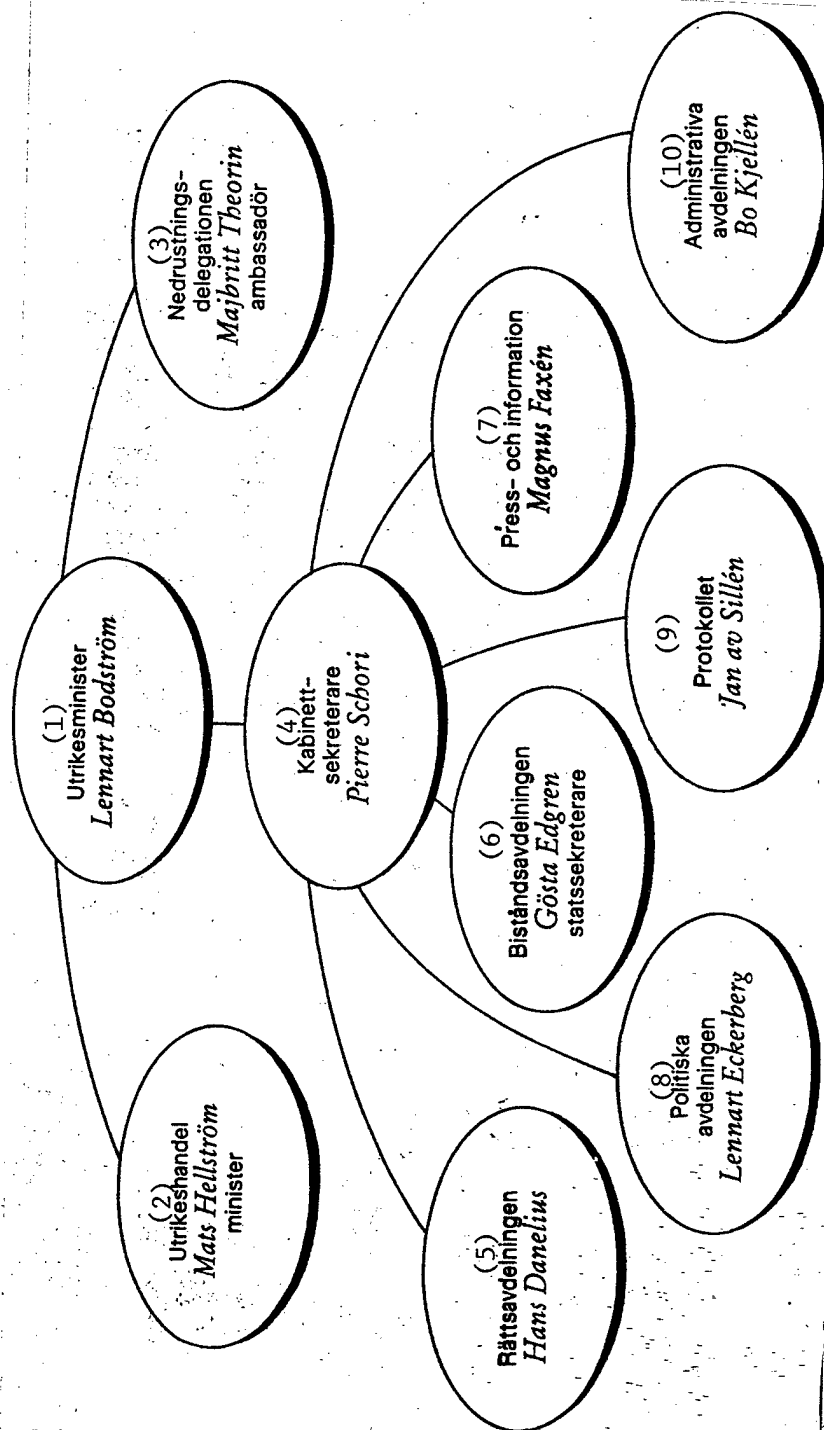 (1)
Utrikesminister
Lennart Bodström
(2)
Utrikeshandel
Mats Hellström
minister
(3)
Nedrustnings-
delegationen
Majbritt Theorin
ambassadör
(4)
Kabinett-
sekreterare
Pierre Schori
(5)
Rättsavdelningen
Hans Danelius
(6)
Biståndsavdelningen
Gösta Edgren
statssekreterare
(7)
Press- och information
Magnus Faxén
(8)
Politiska
avdelningen
Lennart Eckerberg
(9)
Protokollet
Jan av Sillén
(10)
Administrativa
avdelningen
Bo Kjellén